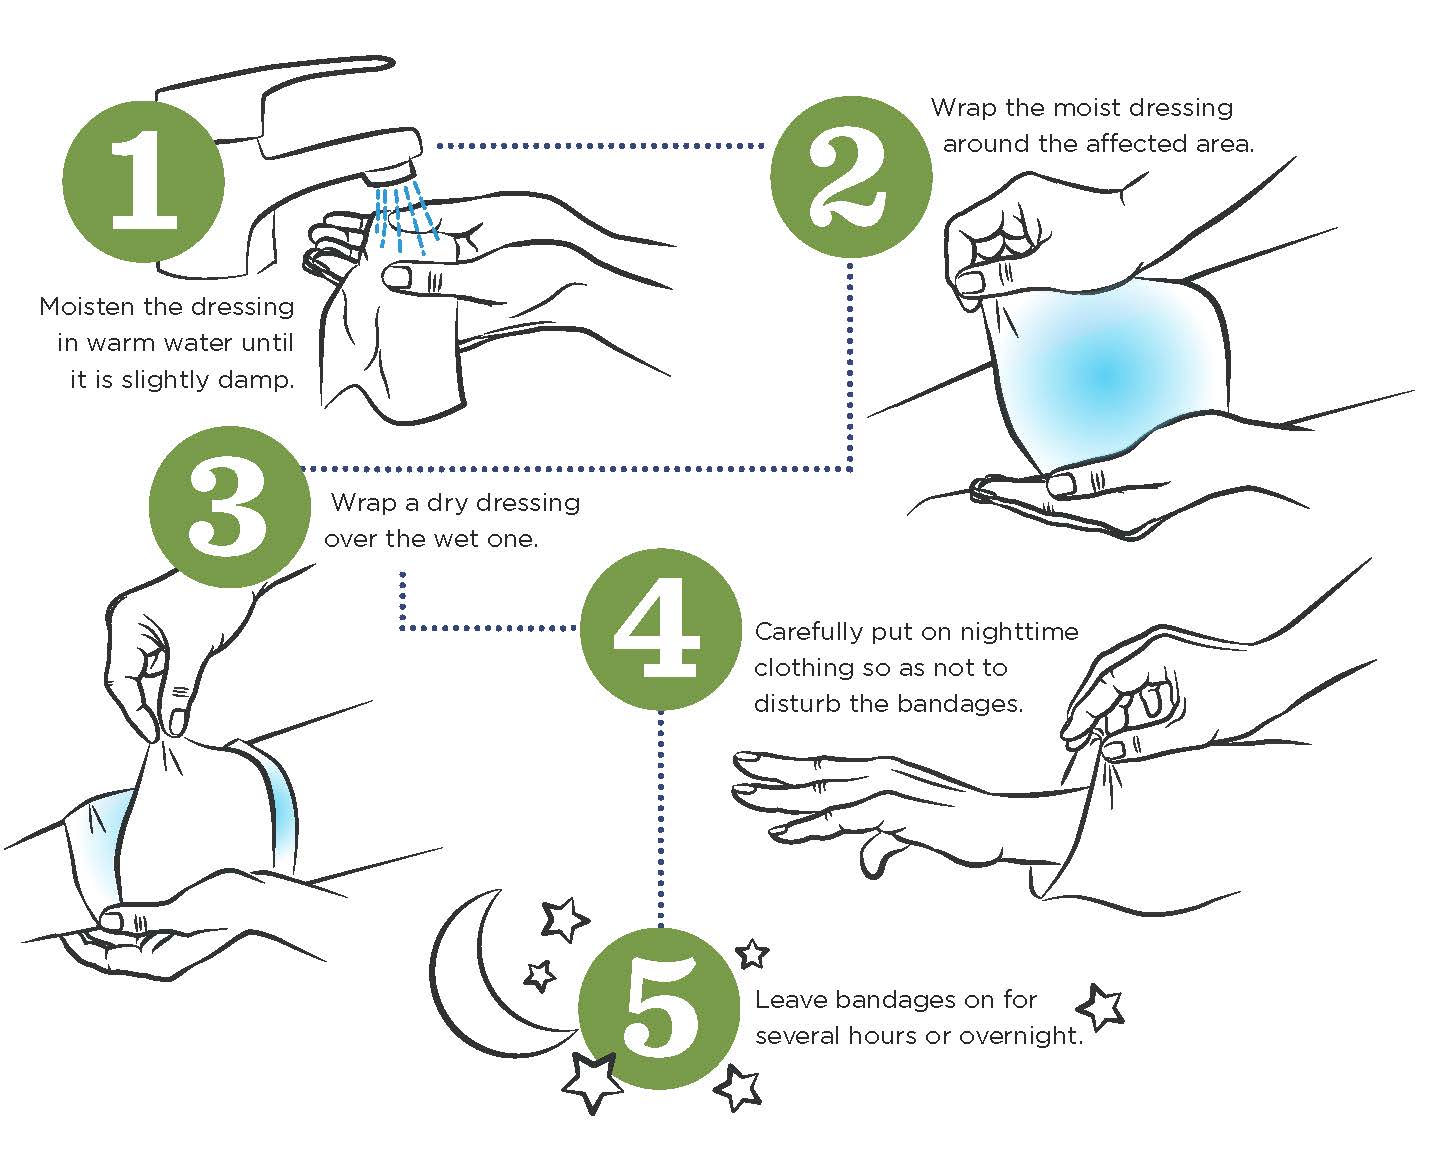 1
Moisten the dressing
in warm water until
it is slightly damp.
2
Wrap the moist dressing
around the affected area.
3
Wrap a dry dressing
over the wet one.
4
Carefully put on nighttime
clothing so as not to
disturb the bandages.
5
Leave bandages on for
several hours or overnight.